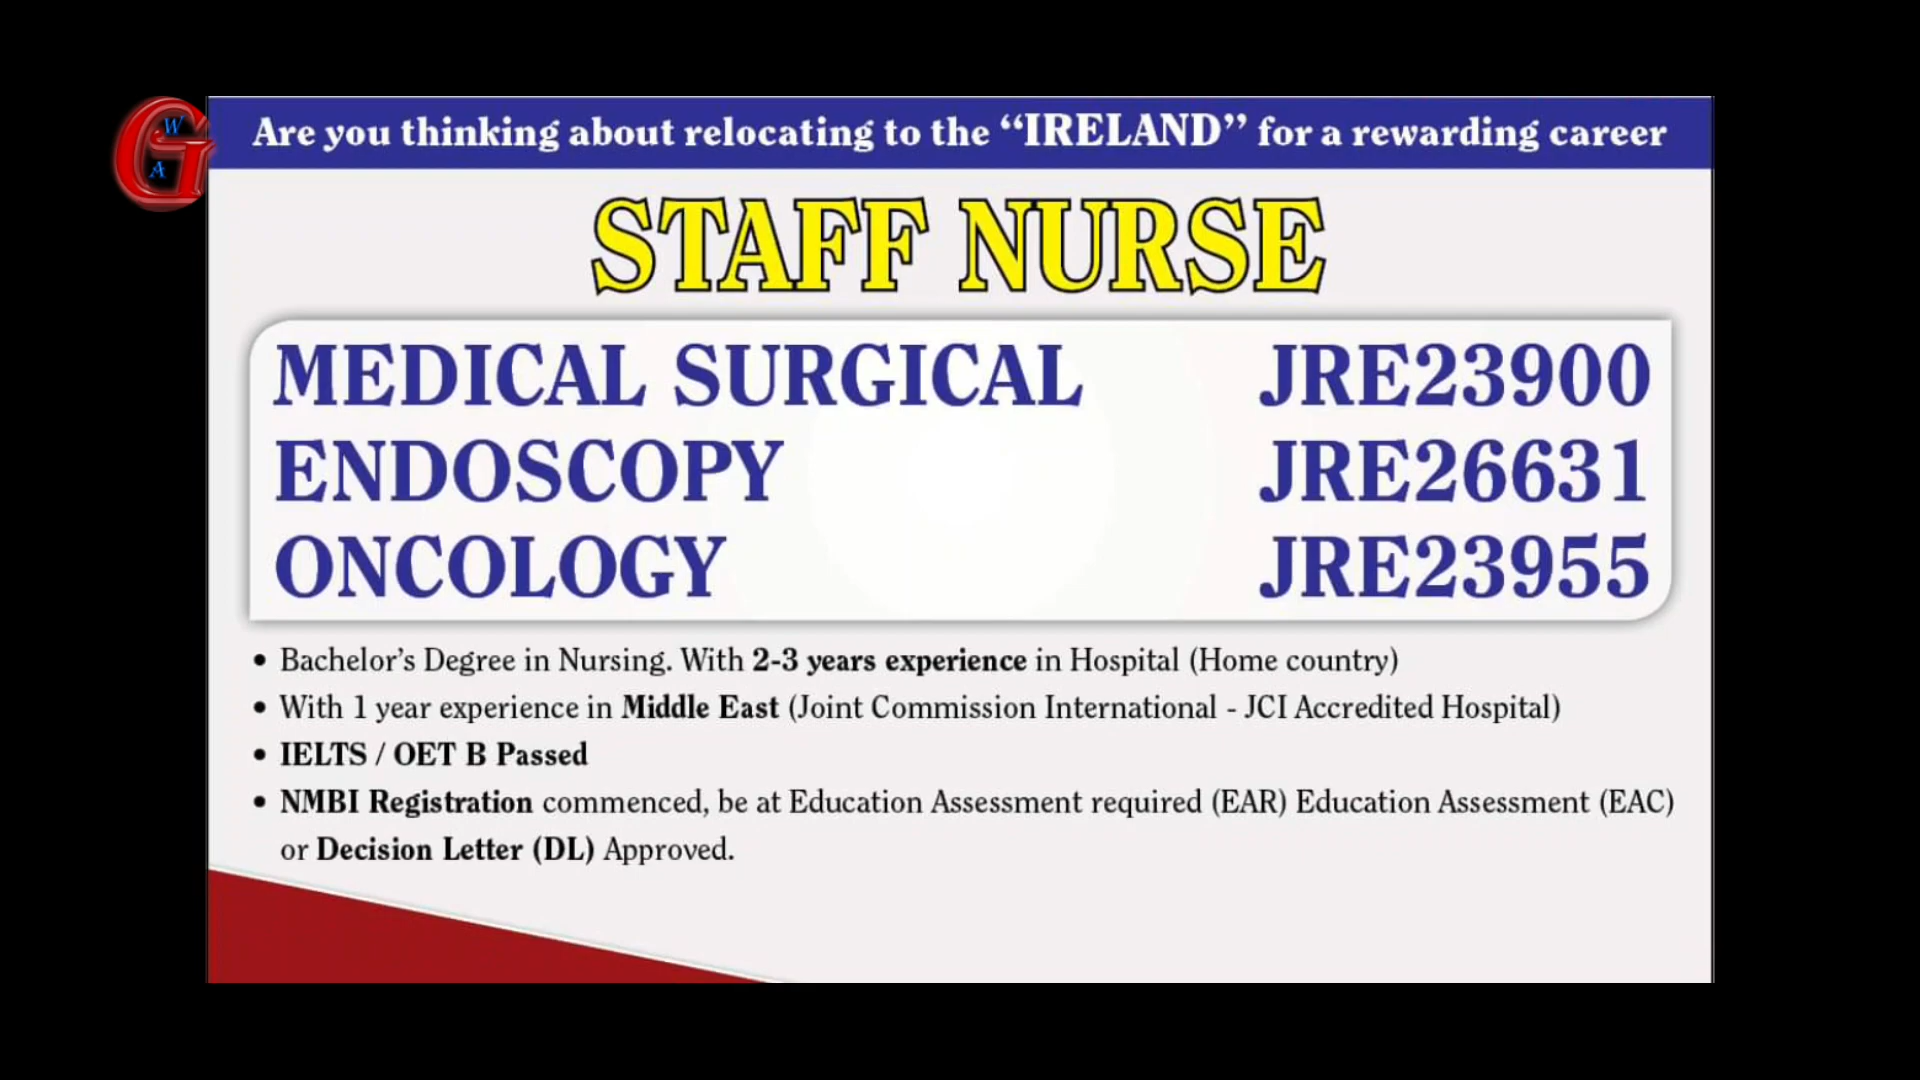 G
W
A
Are you thinking about relocating to the “IRELAND” for a rewarding career
STAFF NURSE
MEDICAL SURGICAL JRE23900
ENDOSCOPY JRE26631
ONCOLOGY JRE23955
• Bachelor’s Degree in Nursing. With 2-3 years experience in Hospital (Home country)
• With 1 year experience in Middle East (Joint Commission International - JCI Accredited Hospital)
• IELTS / OET B Passed
• NMBI Registration commenced, be at Education Assessment required (EAR) Education Assessment (EAC)
or Decision Letter (DL) Approved.